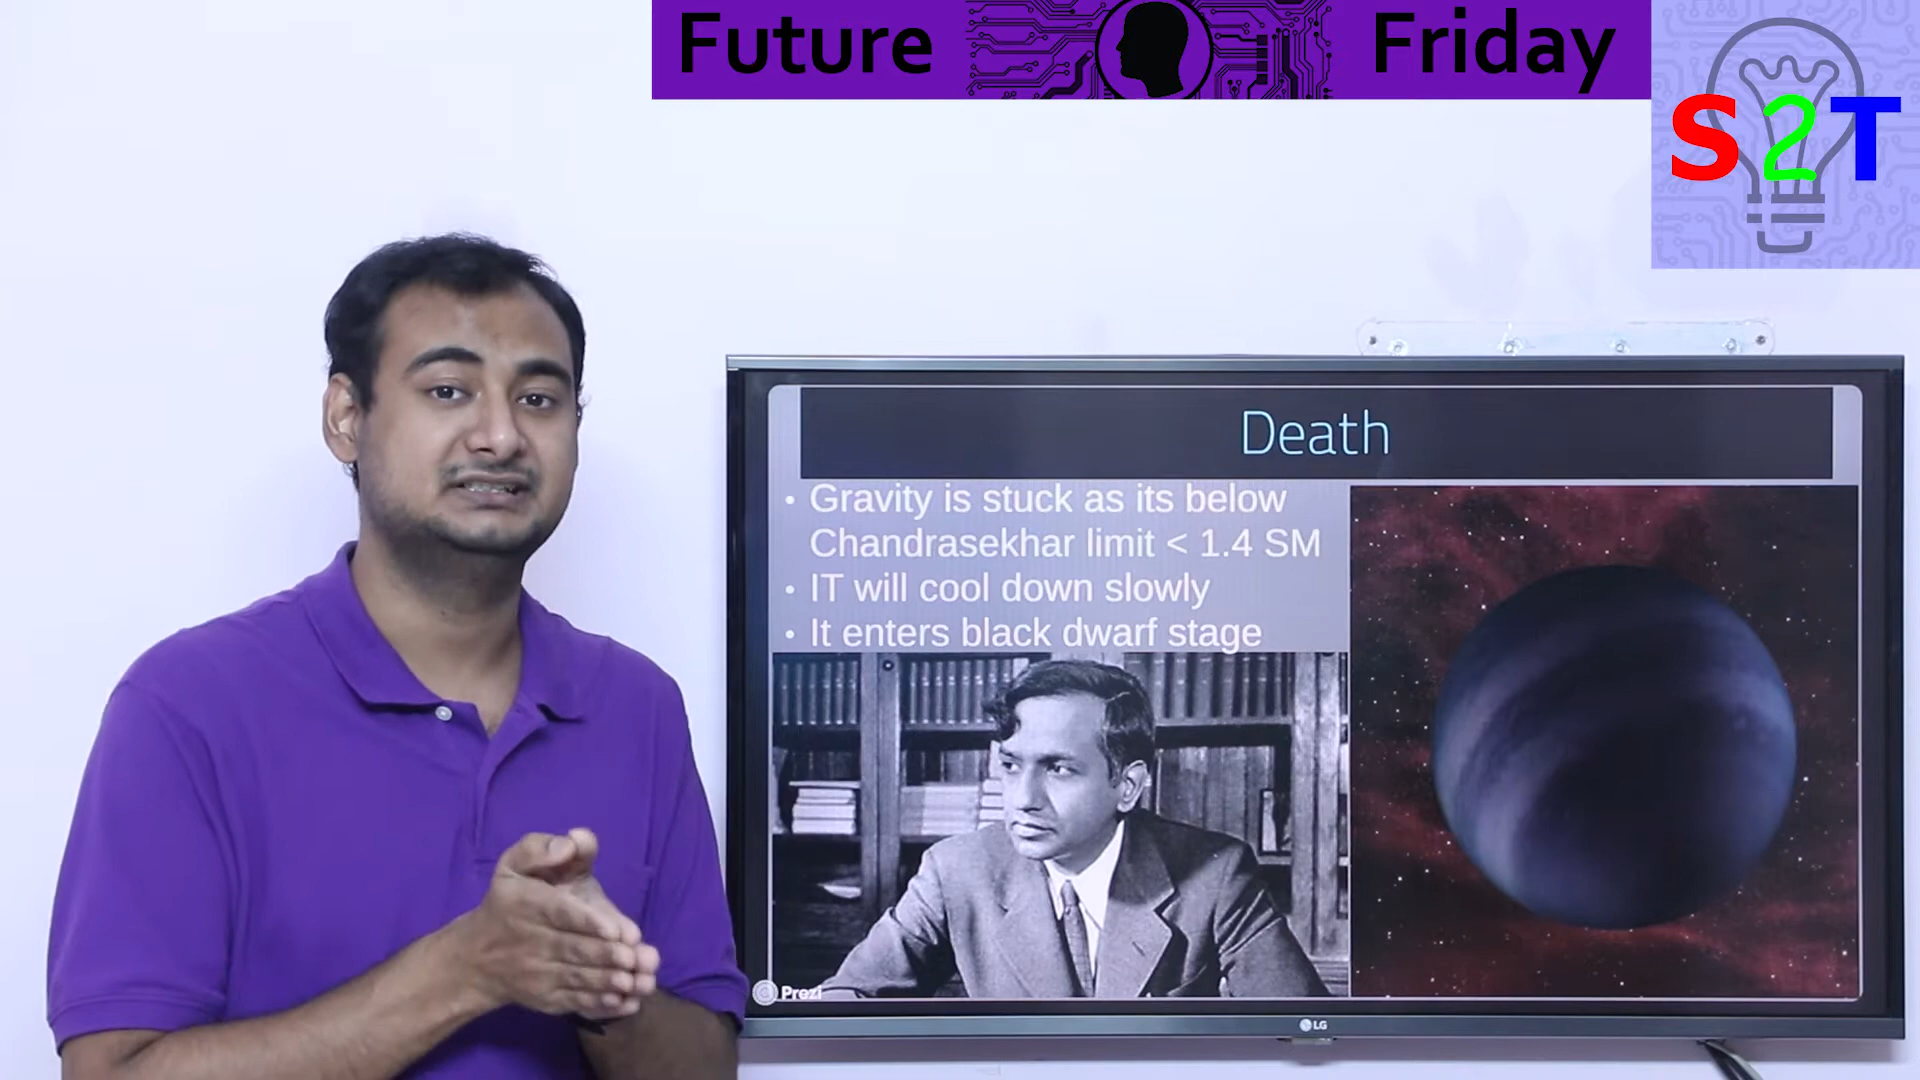 Future Friday
S2T
Death
• Gravity is stuck as its below
Chandrasekhar limit < 1.4 SM
• IT will cool down slowly
• It enters black dwarf stage
Prezi
LG